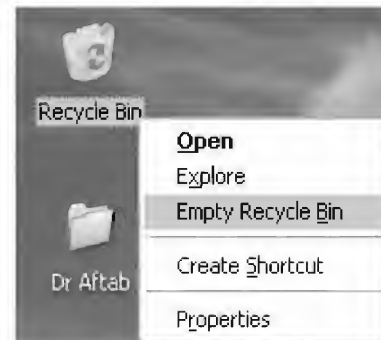 Recycle Bin
Open
Explore
Empty Recycle Bin
Create Shortcut
Properties
Dr Aftab